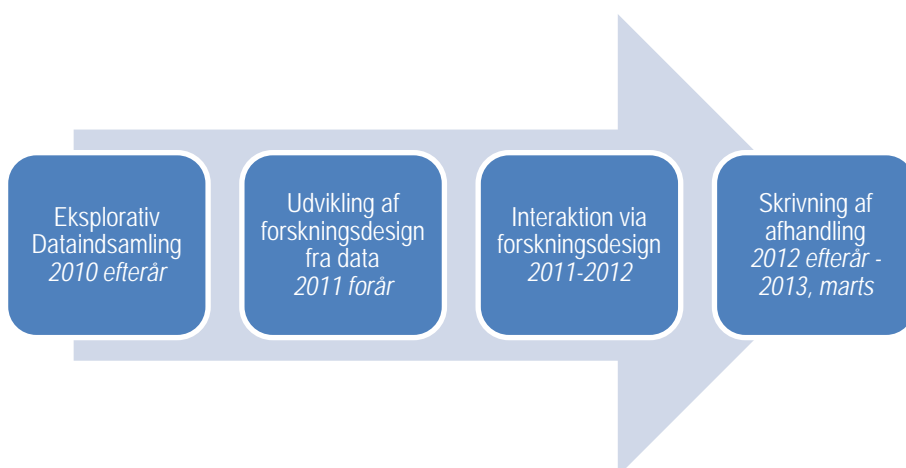 Eksplorativ
Dataindsamling
2010 efterår
Udvikling af
forskningsdesign
fra data
2011 forår
Interaktion via
forskningsdesign
2011-2012
Skrivning af
afhandling
2012 efterår -
2013, marts